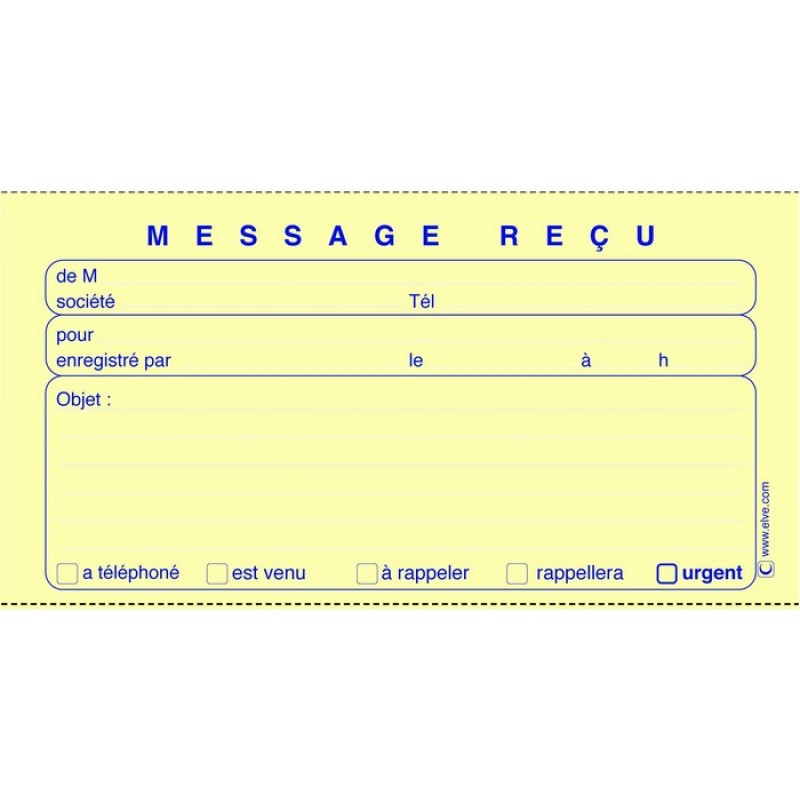 MESSAGE REÇU
de M
société Tél
pour
enregistré par le à h
Objet :
a téléphoné est venu à rappeler rappellera urgent
www.elve.com